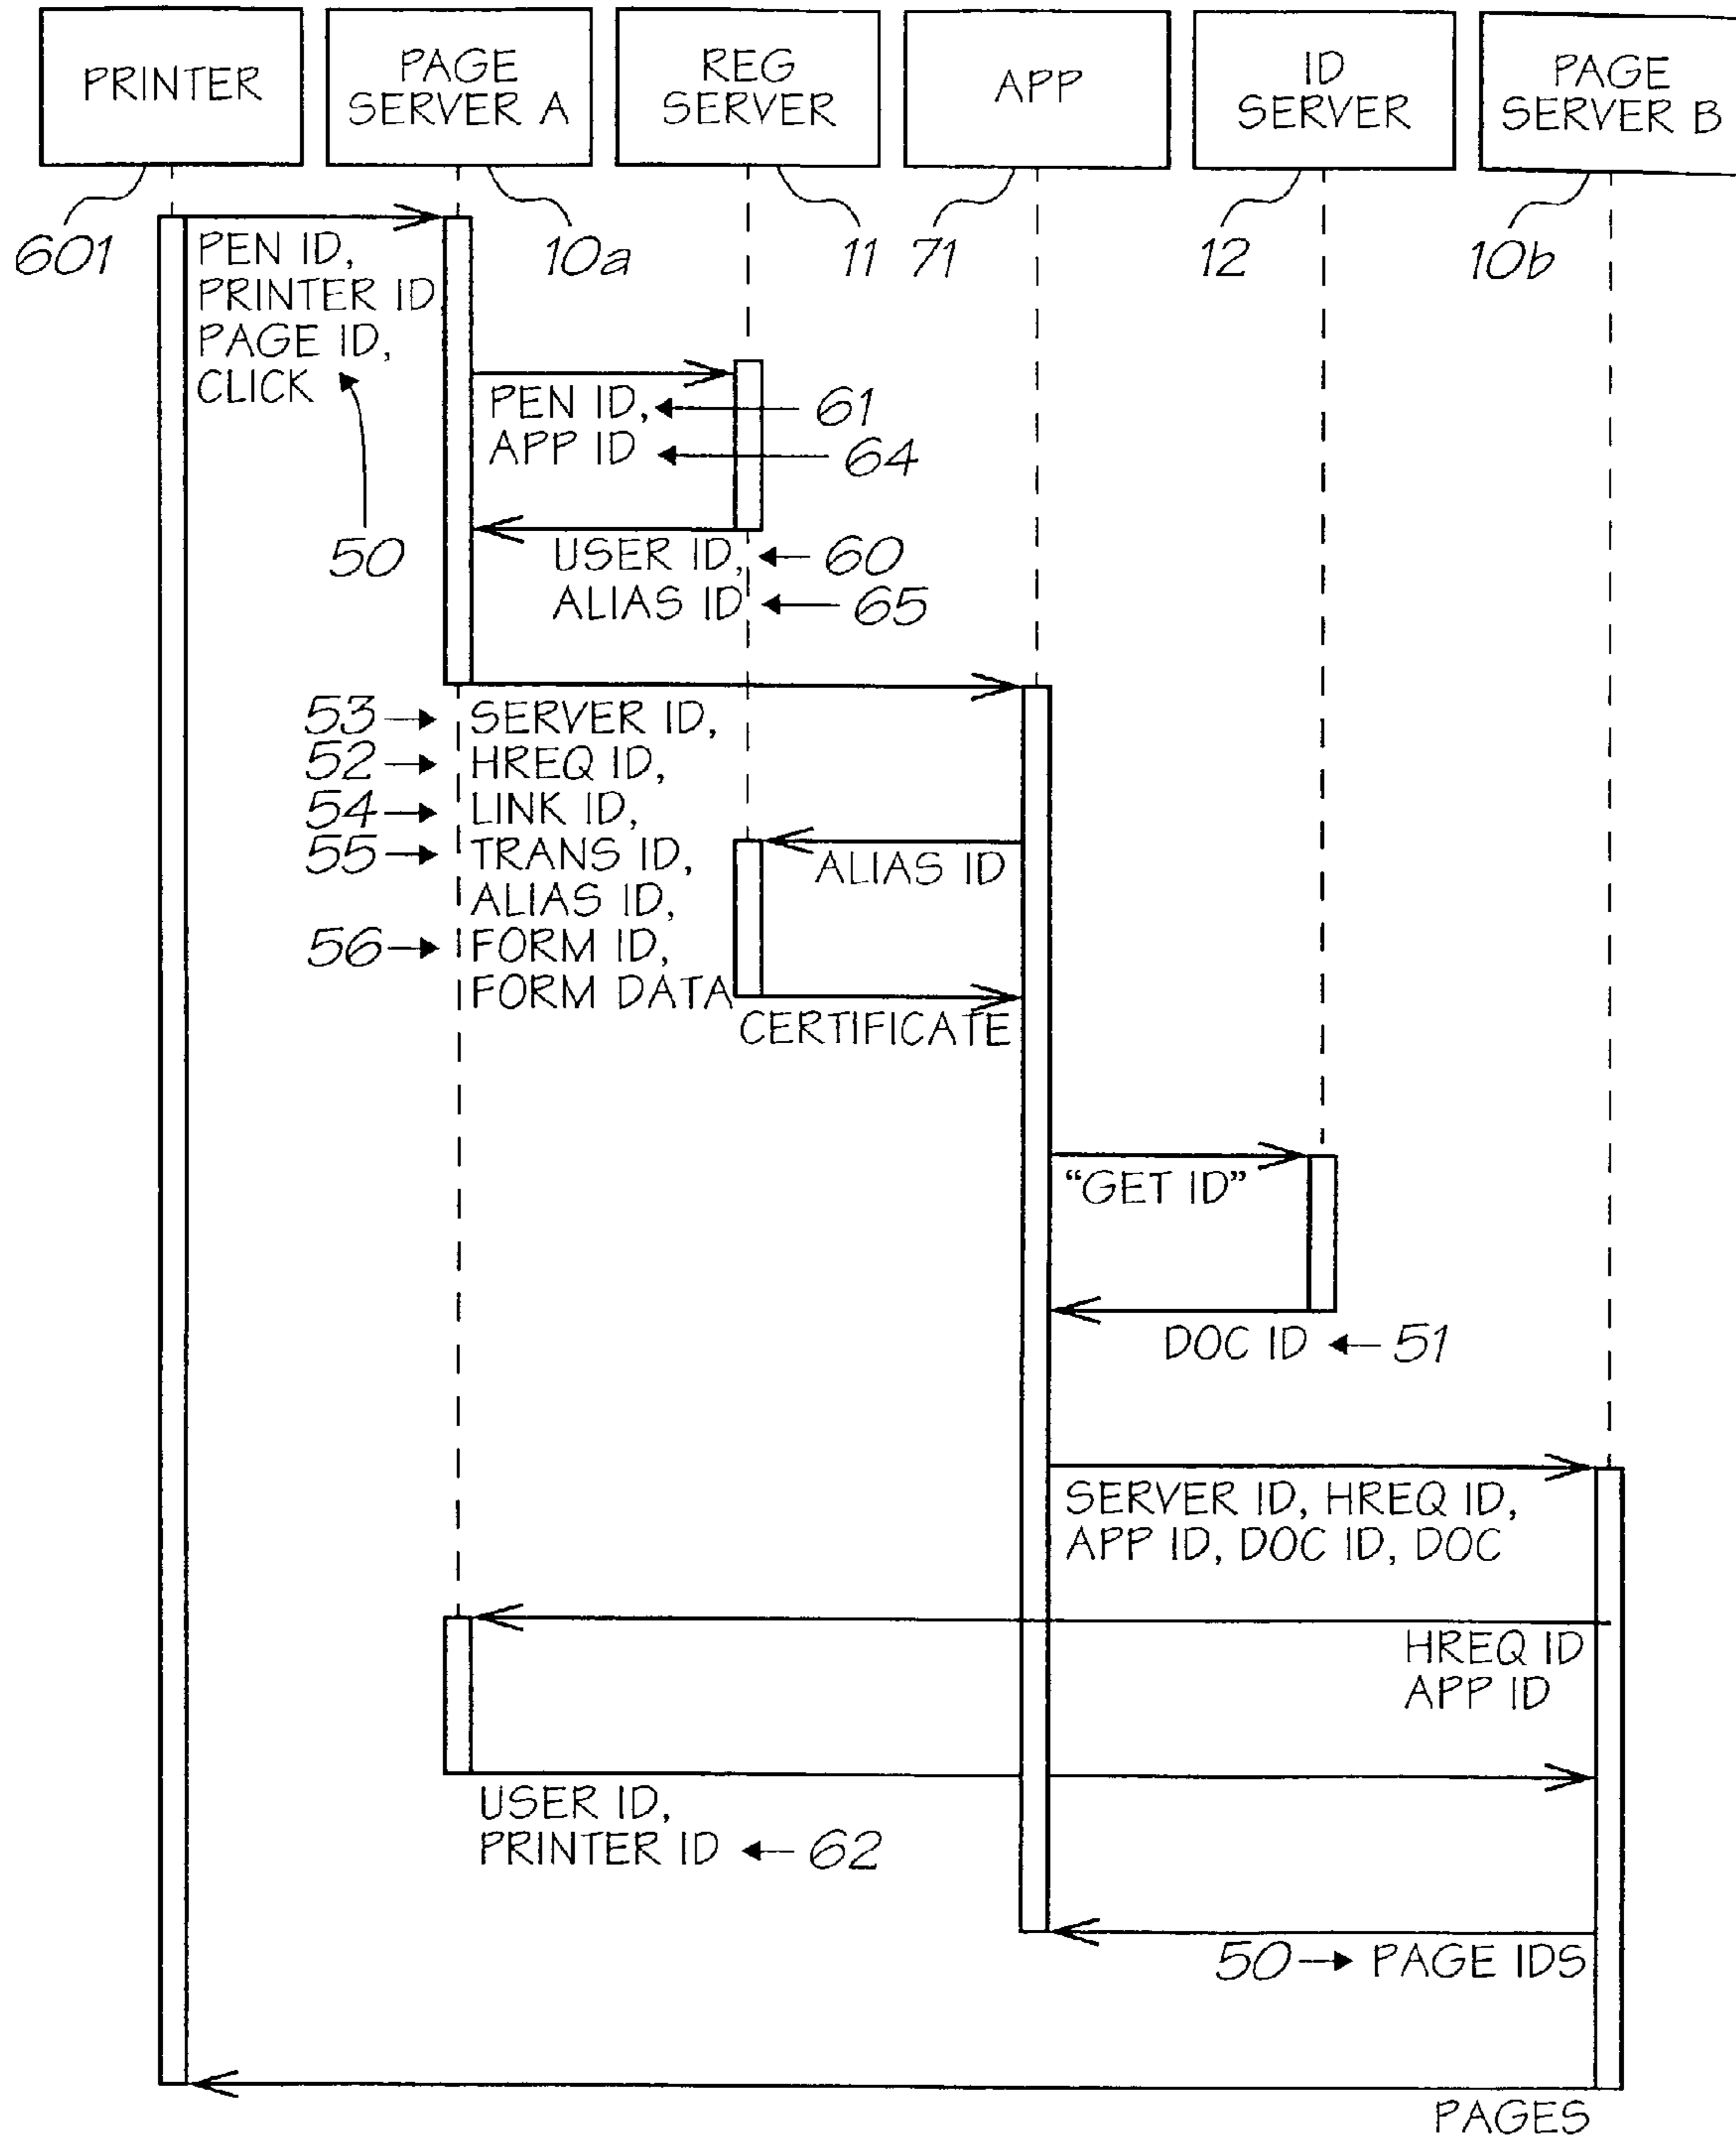 PRINTER
PAGE
SERVER A
REG
SERVER
APP
ID
SERVER
PAGE
SERVER B
601
10a
11
71
12
10b
PEN ID,
PRINTER ID
PAGE ID,
CLICK
50
PEN ID,
61
APP ID
64
USER ID,
60
ALIAS ID
65
53
SERVER ID,
52
HREQ ID,
54
LINK ID,
55
TRANS ID,
ALIAS ID,
56
FORM ID,
FORM DATA
ALIAS ID
CERTIFICATE
“GET ID”
DOC ID
51
SERVER ID, HREQ ID,
APP ID, DOC ID, DOC
HREQ ID
APP ID
USER ID,
PRINTER ID
62
50
PAGE IDS
PAGES